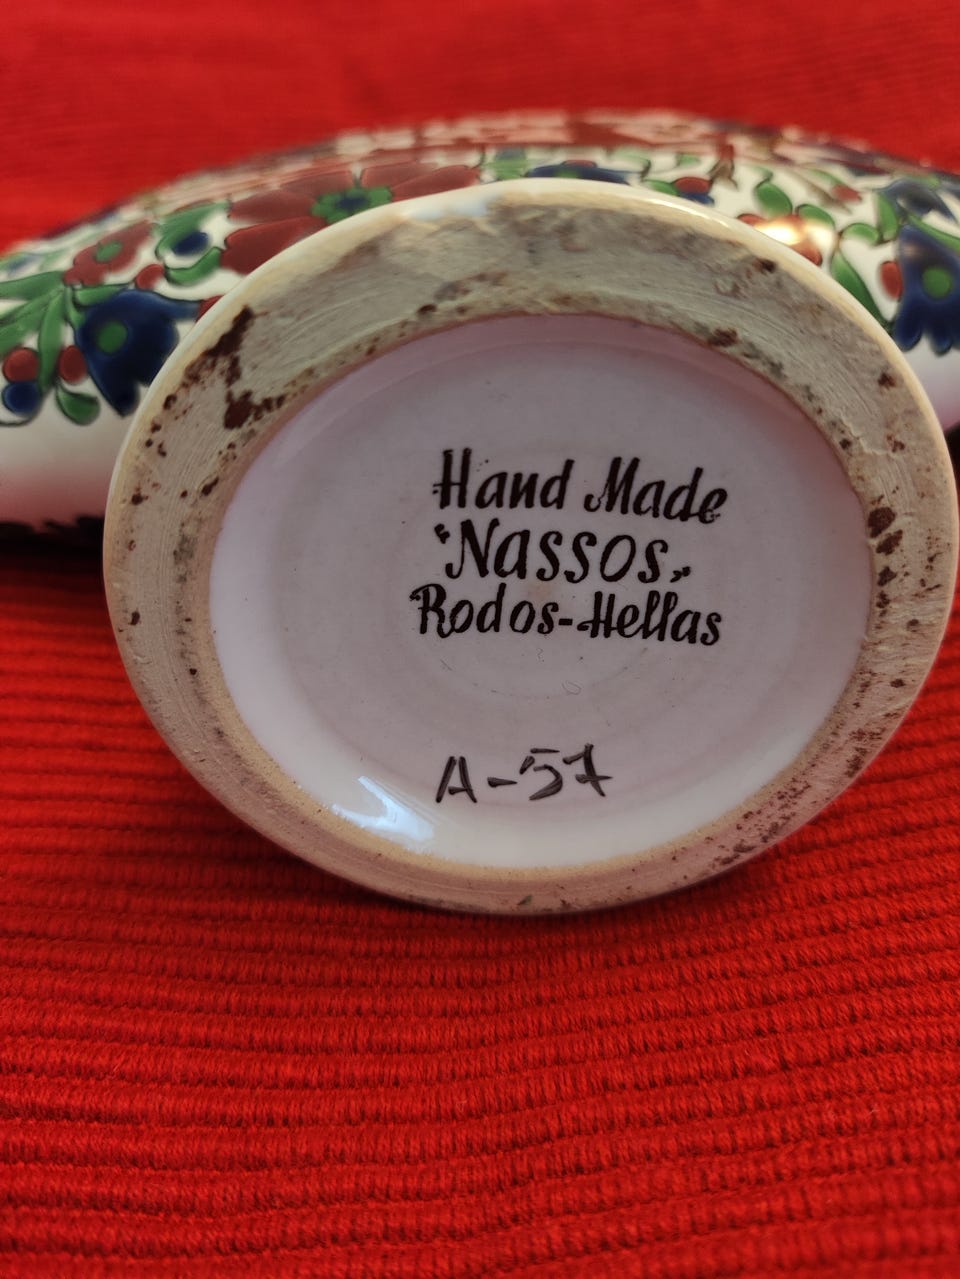 Hand Made
"Nassos„
Rodos-Hellas
A-57